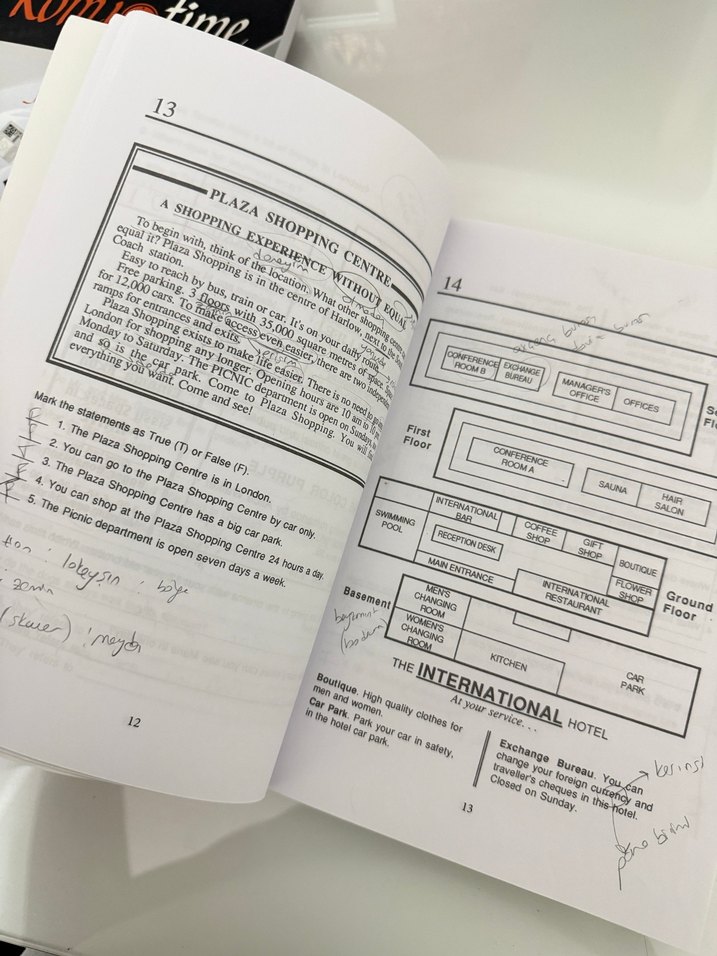 time
13
PLAZA SHOPPING CENTRE
A SHOPPING EXPERIENCE WITHOUT EQUAL
To begin with, think of the location. What other shopping centre can
equal it? Plaza Shopping is in the centre of Harlow, next to the
Coach station.
Easy to reach by bus, train or car. It's on your daily route.
Free parking, 3 floors with 35,000 square metres of space.
for 12,000 cars. To make access even easier, there are two
ramps for entrances and exits.
Plaza Shopping exists to make life easier. There is no need to
London for shopping any longer. Opening hours are 10 am to 10
Monday to Saturday. The PICNIC department is open on Sundays,
and so is the car park. Come to Plaza Shopping. You will
everything you want. Come and see!
Mark the statements as True (T) or False (F).
1. The Plaza Shopping Centre is in London.
2. You can go to the Plaza Shopping Centre by car only.
3. The Plaza Shopping Centre has a big car park.
4. You can shop at the Plaza Shopping Centre 24 hours a day.
5. The Picnic department is open seven days a week.
lokeysin : bölge
(skuer) : meydan
12
14
CONFERENCE ROOM B
EXCHANGE BUREAU
MANAGER'S OFFICE
OFFICES
First Floor
CONFERENCE ROOM A
SAUNA
HAIR SALON
SWIMMING POOL
INTERNATIONAL BAR
RECEPTION DESK
MAIN ENTRANCE
COFFEE SHOP
GIFT SHOP
BOUTIQUE
FLOWER SHOP
INTERNATIONAL RESTAURANT
Ground Floor
Basement
MEN'S CHANGING ROOM
WOMEN'S CHANGING ROOM
KITCHEN
CAR PARK
THE INTERNATIONAL HOTEL
At your service...
Boutique. High quality clothes for
men and women.
Car Park. Park your car in safety,
in the hotel car park.
Exchange Bureau. You can
change your foreign currency and
traveller's cheques in this hotel.
Closed on Sunday.
13